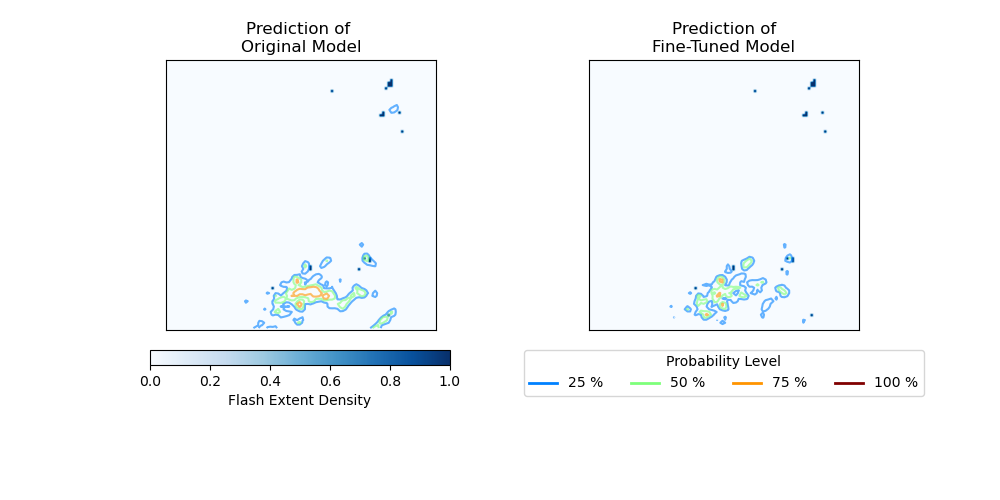 Prediction of
Original Model
Prediction of
Fine-Tuned Model
0.0 0.2 0.4 0.6 0.8 1.0
Flash Extent Density
Probability Level
25 % 50 % 75 % 100 %